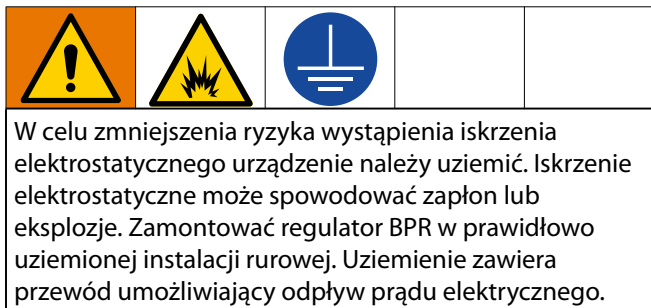 W celu zmniejszenia ryzyka wystąpienia iskrzenia
elektrostatycznego urządzenie należy uziemić. Iskrzenie
elektrostatyczne może spowodować zapłon lub
eksplozje. Zamontować regulator BPR w prawidłowo
uziemionej instalacji rurowej. Uziemienie zawiera
przewód umożliwiający odpływ prądu elektrycznego.